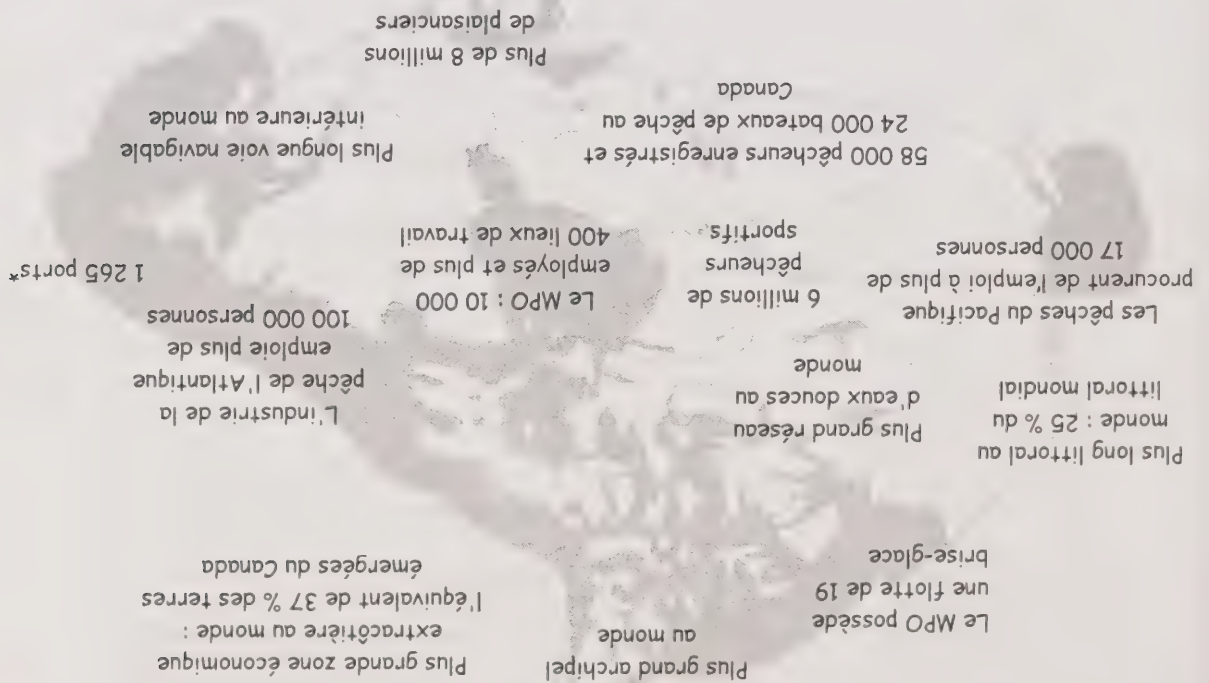 Le MPO possède
une flotte de 19
brise-glace
Plus grand archipel
au monde
Plus grande zone économique
extracôtière au monde :
l'équivalent de 37 % des terres
émergées du Canada
Plus long littoral au
monde : 25 % du
littoral mondial
Plus grand réseau
d'eaux douces au
monde
L'industrie de la
pêche de l'Atlantique
emploie plus de
100 000 personnes
Les pêches du Pacifique
procurent de l'emploi à plus de
17 000 personnes
6 millions de
pêcheurs
sportifs
Le MPO : 10 000
employés et plus de
400 lieux de travail
1 265 ports*
58 000 pêcheurs enregistrés et
24 000 bateaux de pêche au
Canada
Plus longue voie navigable
intérieure au monde
Plus de 8 millions
de plaisanciers